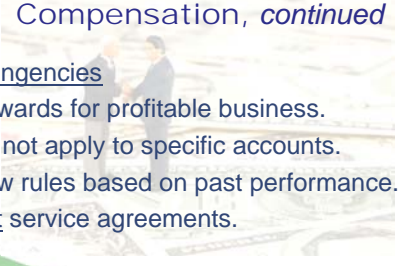 Compensation, continued
ngencies
wards for profitable business.
not apply to specific accounts.
w rules based on past performance.
service agreements.